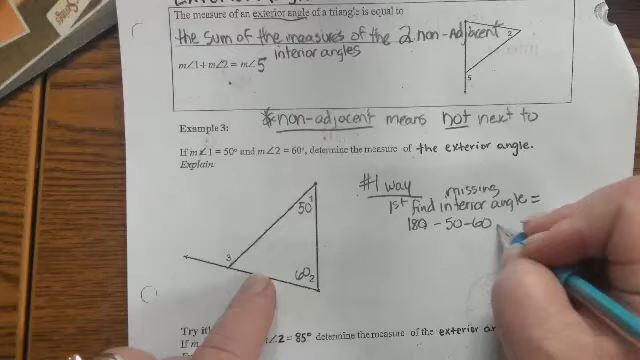 The measure of an exterior angle of a triangle is equal to
the sum of the measures of the 2 non-adjacent
interior angles
m∠1 + m∠2 = m∠5
2
5
*non-adjacent means not next to
Example 3:
If m∠1 = 50° and m∠2 = 60°, determine the measure of the exterior angle.
Explain
#1 way
1st find missing interior angle =
180 - 50 - 60
50 1
3
60 2
Try it!
If m ∠2 = 85° determine the measure of the exterior